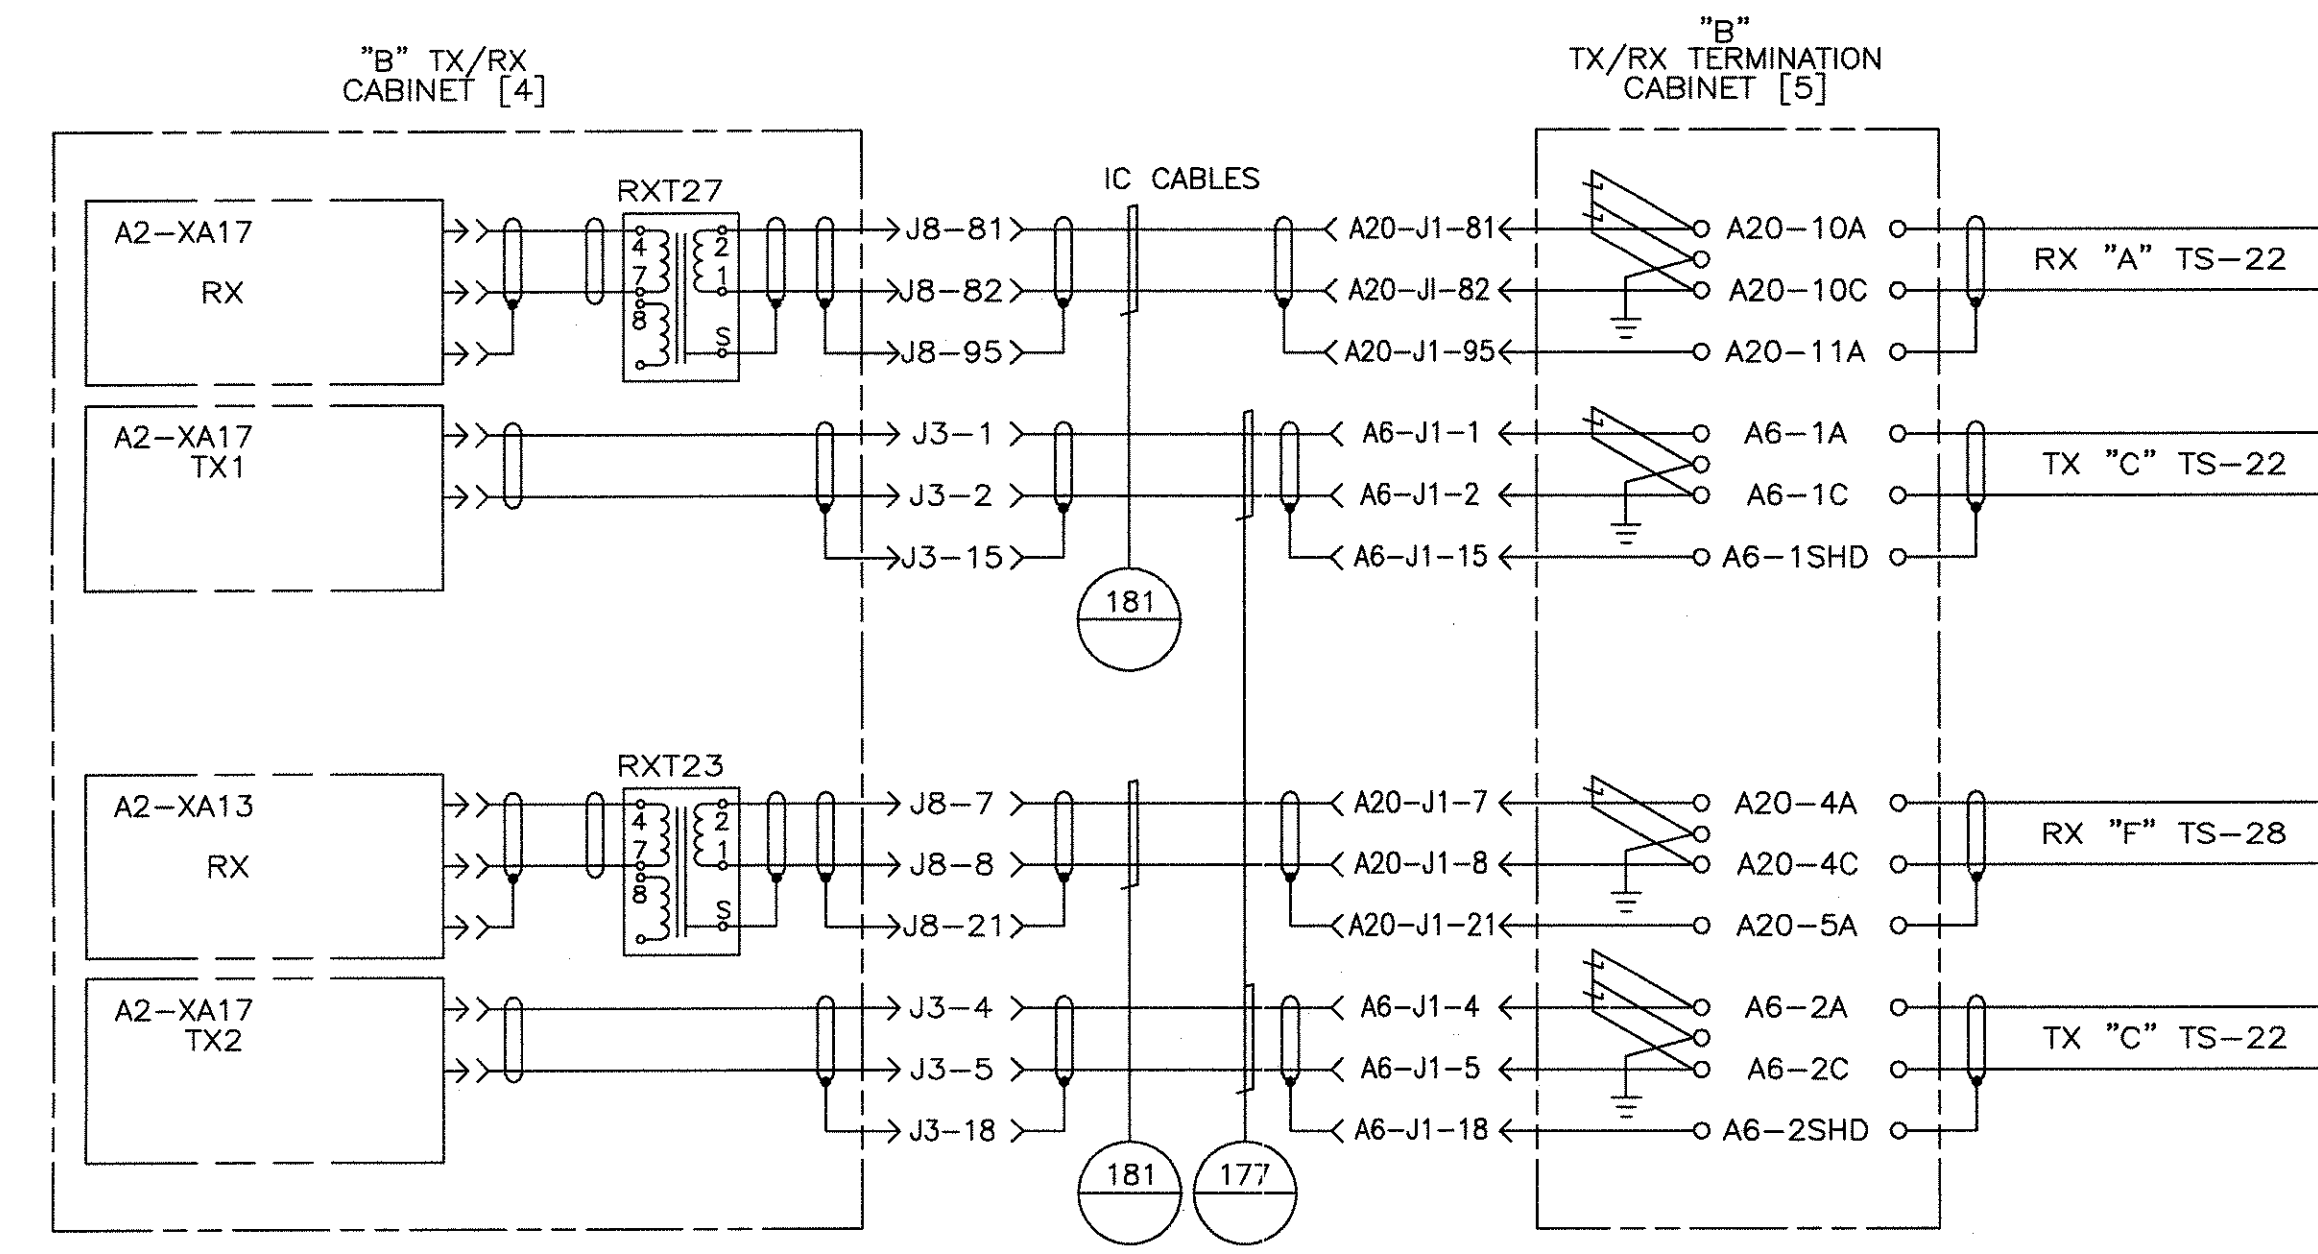 "B" TX/RX
CABINET [4]
"B"
TX/RX TERMINATION
CABINET [5]
IC CABLES
A2-XA17
RX
RXT27
4
7
8
2
1
S
J8-81
J8-82
J8-95
A20-J1-81
A20-JI-82
A20-J1-95
A20-10A
A20-10C
A20-11A
RX "A" TS-22
A2-XA17
TX1
J3-1
J3-2
J3-15
A6-J1-1
A6-J1-2
A6-J1-15
A6-1A
A6-1C
A6-1SHD
TX "C" TS-22
181
A2-XA13
RX
RXT23
4
7
8
2
1
S
J8-7
J8-8
J8-21
A20-J1-7
A20-J1-8
A20-J1-21
A20-4A
A20-4C
A20-5A
RX "F" TS-28
A2-XA17
TX2
J3-4
J3-5
J3-18
A6-J1-4
A6-J1-5
A6-J1-18
A6-2A
A6-2C
A6-2SHD
TX "C" TS-22
181
177